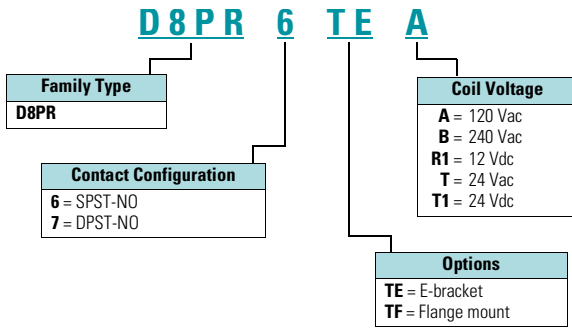 D8PR 6 TE A
Family Type
D8PR
Contact Configuration
6 = SPST-NO
7 = DPST-NO
Coil Voltage
A = 120 Vac
B = 240 Vac
R1 = 12 Vdc
T = 24 Vac
T1 = 24 Vdc
Options
TE = E-bracket
TF = Flange mount